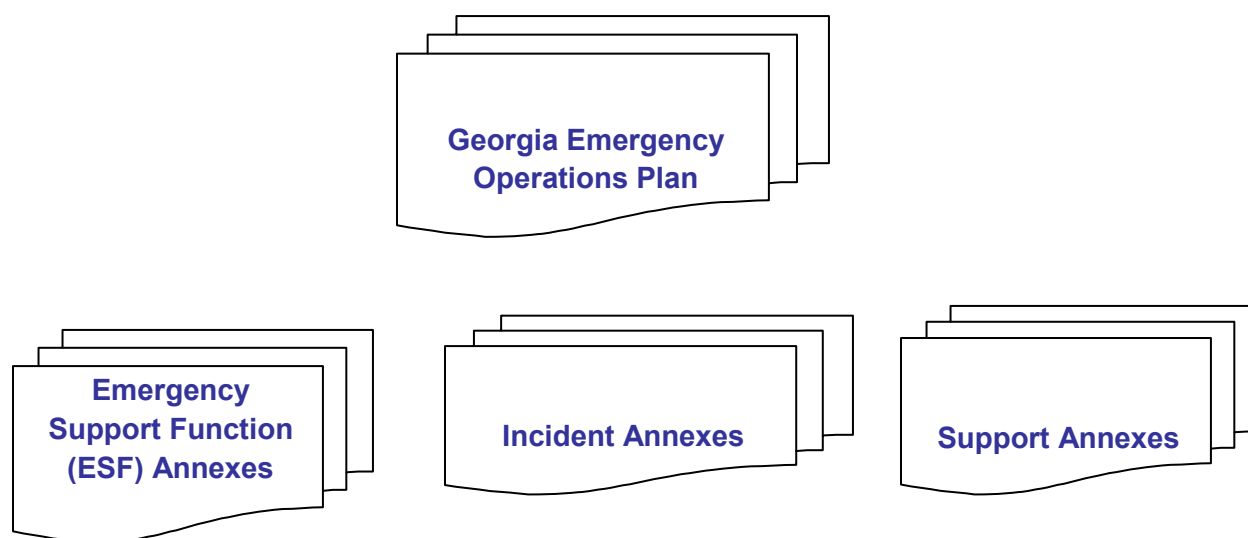 Georgia Emergency
Operations Plan
Emergency
Support Function
(ESF) Annexes
Incident Annexes
Support Annexes